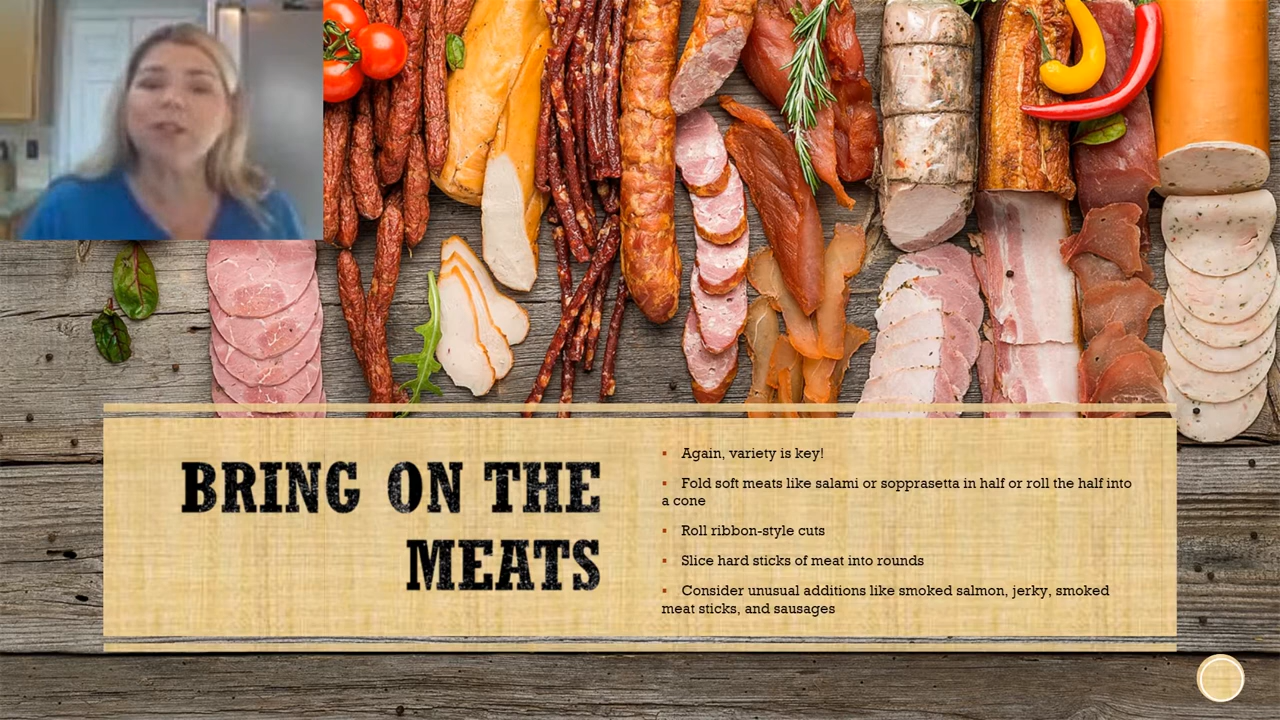 BRING ON THE
MEATS
Again, variety is key!
Fold soft meats like salami or sopprasetta in half or roll the half into
a cone
Roll ribbon-style cuts
Slice hard sticks of meat into rounds
Consider unusual additions like smoked salmon, jerky, smoked
meat sticks, and sausages